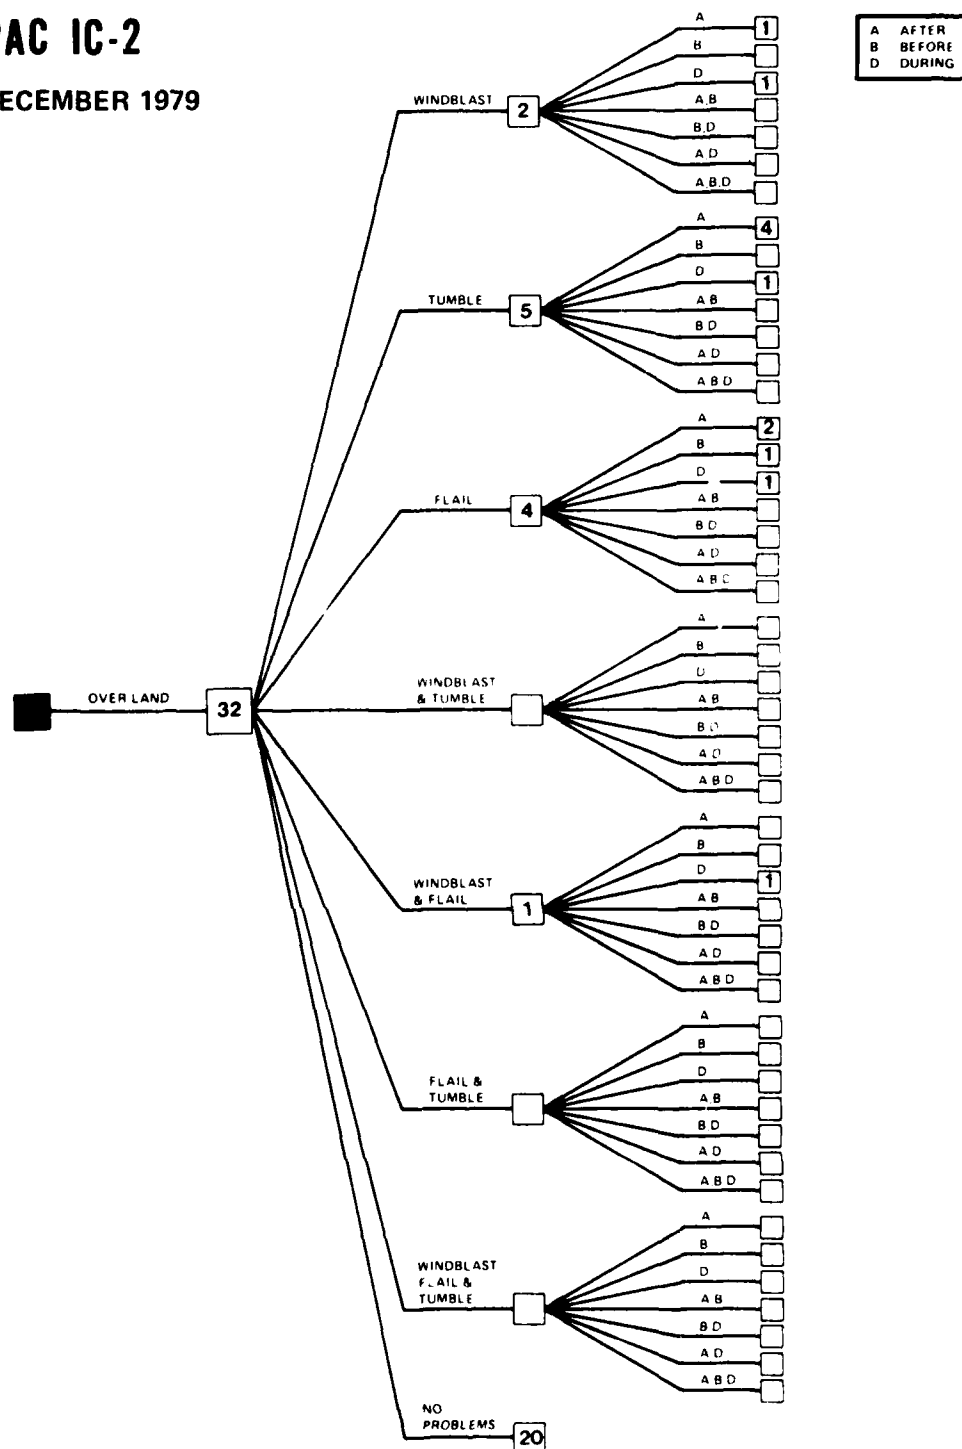 PAC IC-2
ECEMBER 1979
A AFTER
B BEFORE
D DURING
OVER LAND
32
WINDBLAST
2
A
1
B
D
1
A,B
B,D
A,D
A,B,D
TUMBLE
5
A
4
B
D
1
A B
B D
A D
A B D
FLAIL
4
A
2
B
1
D
1
A B
B D
A D
A B
WINDBLAST
& TUMBLE
A
B
D
A B
B D
A D
A B D
WINDBLAST
& FLAIL
1
A
B
D
1
A B
B D
A D
A B D
FLAIL &
TUMBLE
A
B
D
A,B
B D
A D
A B D
WINDBLAST
FLAIL &
TUMBLE
A
B
D
A B
B D
A D
A B D
NO
PROBLEMS
20